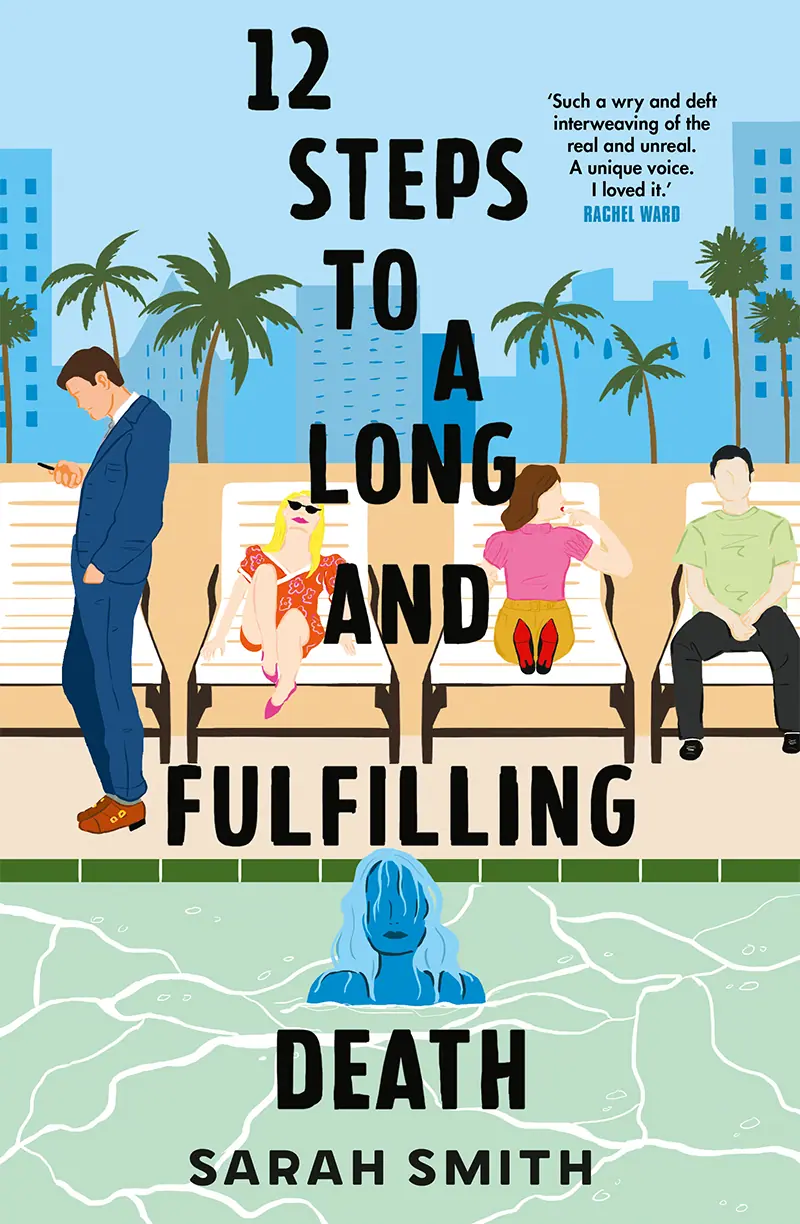 12
STEPS
TO
A
LONG
AND
FULFILLING
DEATH
SARAH SMITH
‘Such a wry and deft
interweaving of the
real and unreal.
A unique voice.
I loved it.’
RACHEL WARD